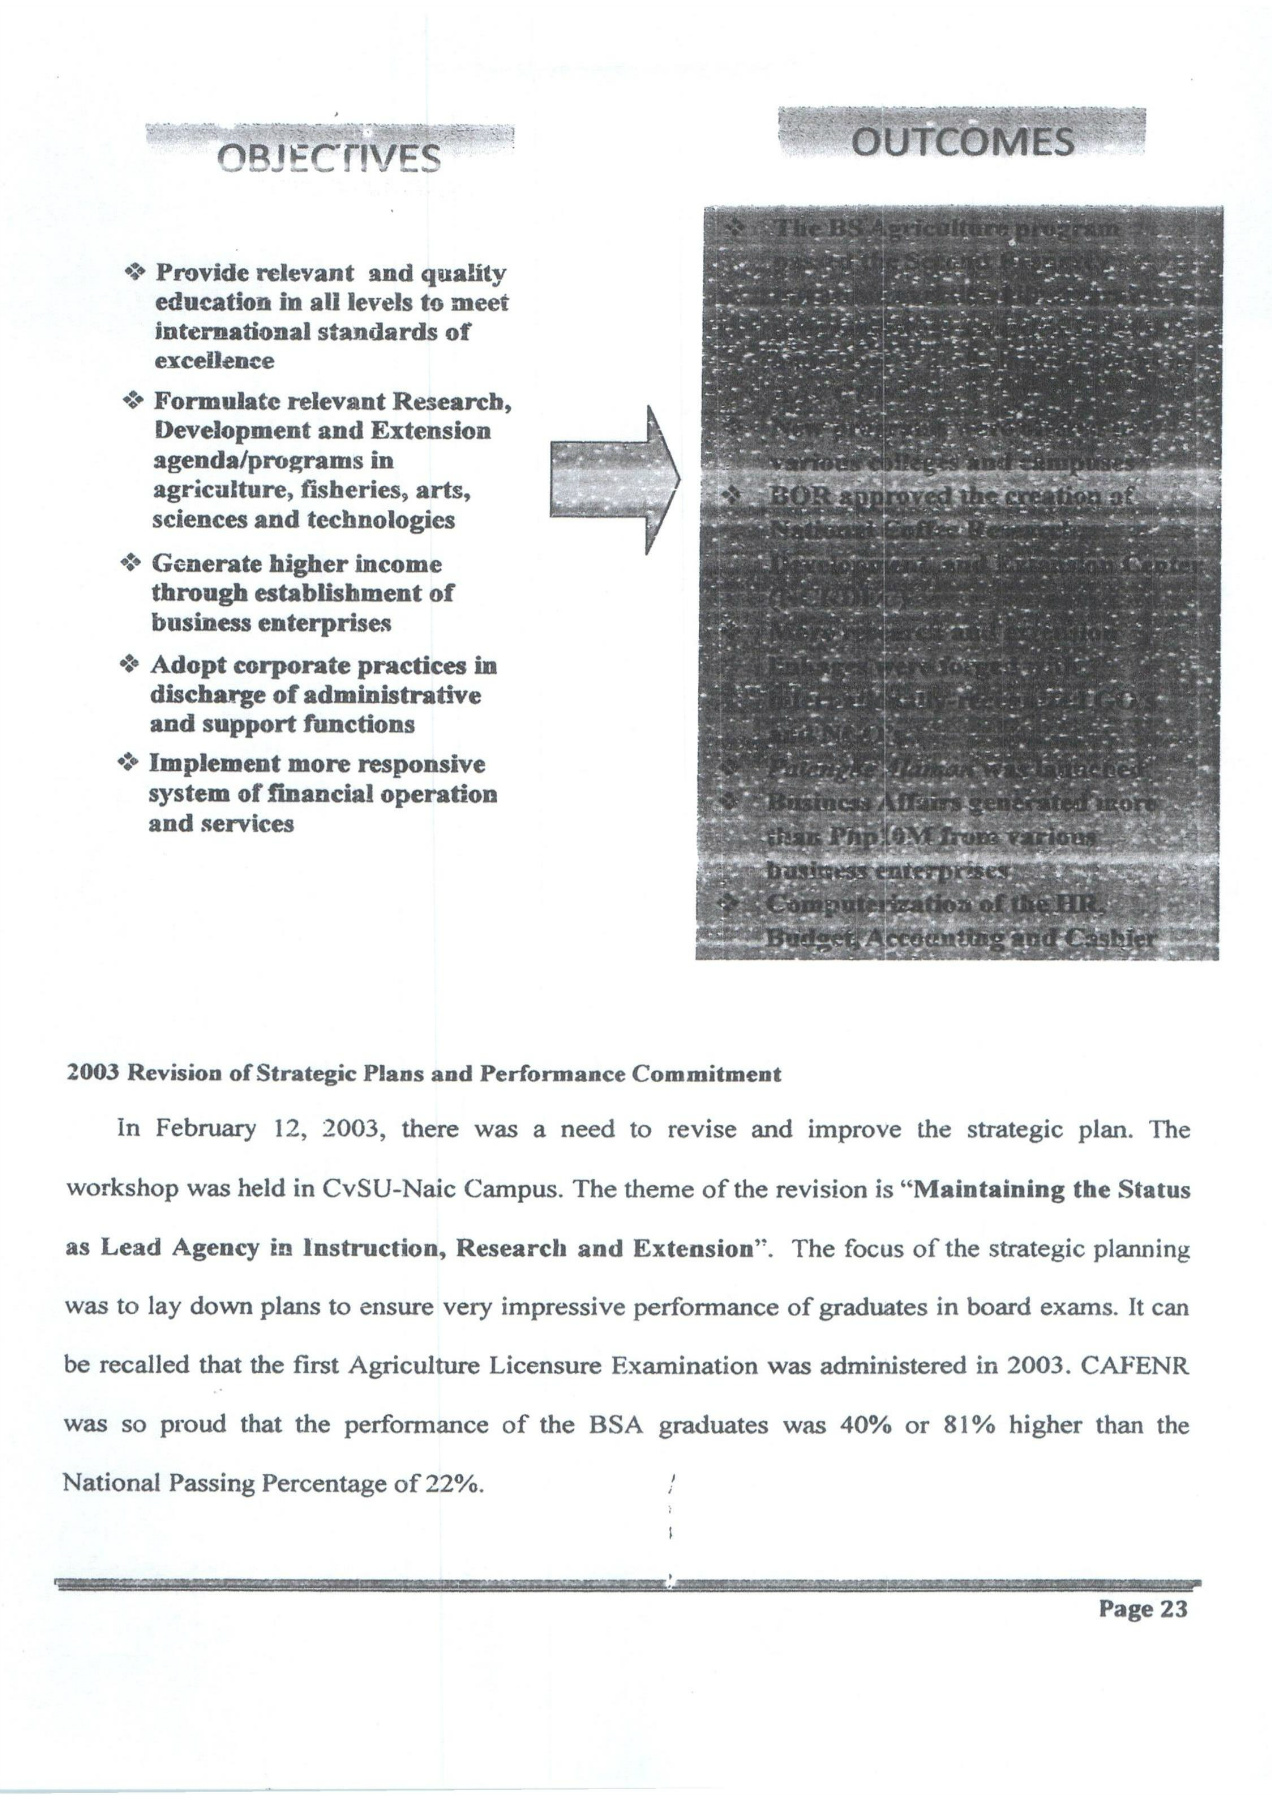 OBJECTIVES
❖ Provide relevant and quality
education in all levels to meet
international standards of
excellence
❖ Formulate relevant Research,
Development and Extension
agenda/programs in
agriculture, fisheries, arts,
sciences and technologies
❖ Generate higher income
through establishment of
business enterprises
❖ Adopt corporate practices in
discharge of administrative
and support functions
❖ Implement more responsive
system of financial operation
and services
OUTCOMES
❖ The BS Agriculture program
passed the Second
New programs
various colleges and campuses
❖ BOR approved the creation of
National Coffee Research
Development and Extension Center
More research and extension
linkages were forged with
and NGO's
was launched
❖ Business Affairs generated more
than Php10M from various
business enterprises
❖ Computerization of the HR,
Budget, Accounting and Cashier
2003 Revision of Strategic Plans and Performance Commitment
In February 12, 2003, there was a need to revise and improve the strategic plan. The
workshop was held in CvSU-Naic Campus. The theme of the revision is “Maintaining the Status
as Lead Agency in Instruction, Research and Extension”. The focus of the strategic planning
was to lay down plans to ensure very impressive performance of graduates in board exams. It can
be recalled that the first Agriculture Licensure Examination was administered in 2003. CAFENR
was so proud that the performance of the BSA graduates was 40% or 81% higher than the
National Passing Percentage of 22%.
Page 23